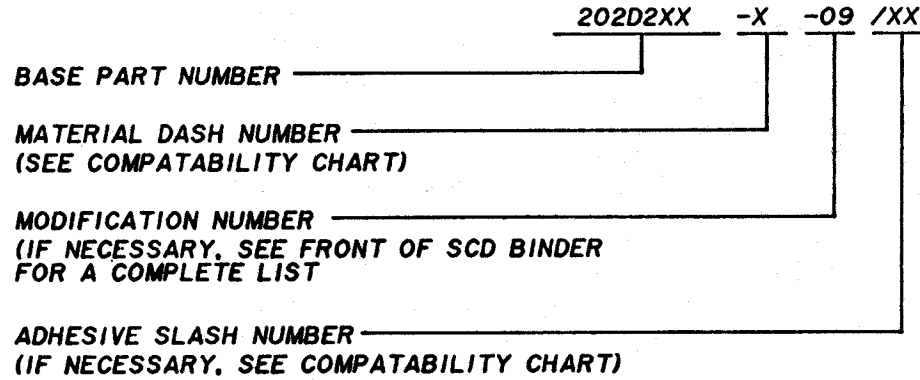 202D2XX -X -09 /XX
BASE PART NUMBER
MATERIAL DASH NUMBER
(SEE COMPATABILITY CHART)
MODIFICATION NUMBER
(IF NECESSARY, SEE FRONT OF SCD BINDER
FOR A COMPLETE LIST
ADHESIVE SLASH NUMBER
(IF NECESSARY, SEE COMPATABILITY CHART)